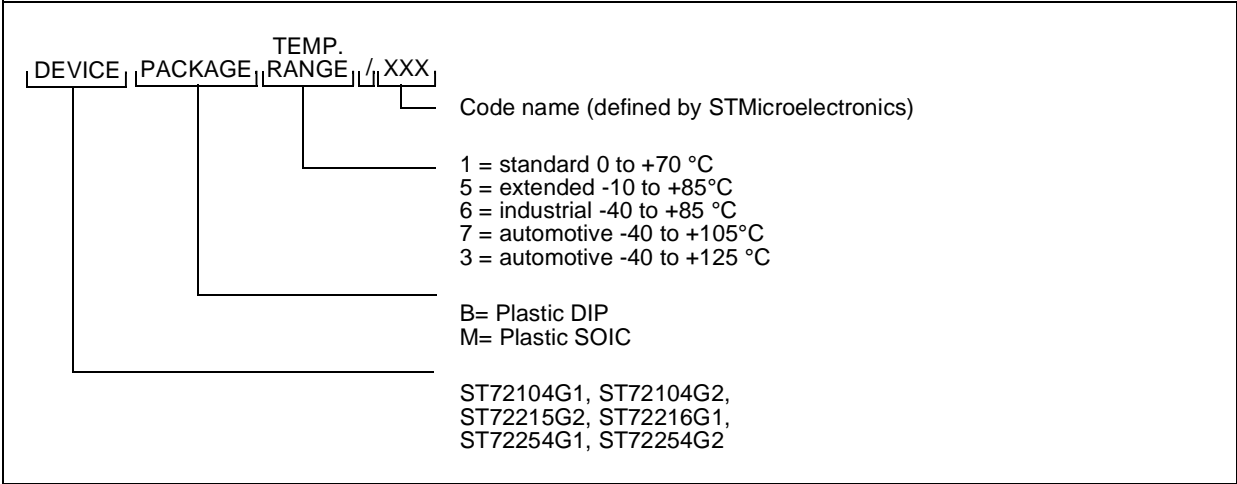 TEMP.
DEVICE PACKAGE RANGE / XXX
Code name (defined by STMicroelectronics)
1 = standard 0 to +70 °C
5 = extended -10 to +85°C
6 = industrial -40 to +85 °C
7 = automotive -40 to +105°C
3 = automotive -40 to +125 °C
B= Plastic DIP
M= Plastic SOIC
ST72104G1, ST72104G2,
ST72215G2, ST72216G1,
ST72254G1, ST72254G2